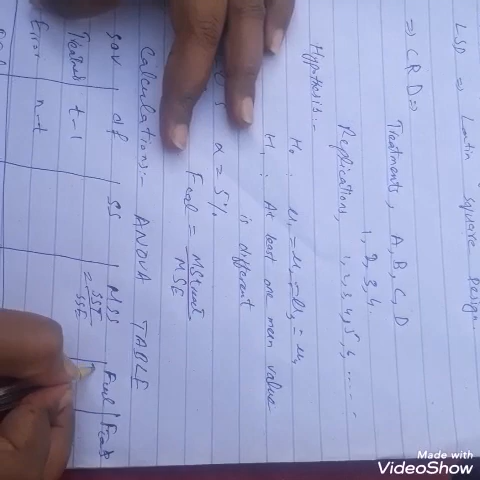 LSD ⇒ Latin square Design
⇒ CRD ⇒ Treatments, A, B, C, D
1, 2, 3, 4
Replications, 1, 2, 3, 4, 5, 6, ......
Hypothesis:-
H₀ : μ₁ = μ₂ = μ₃ = μ₄
H₁ : At least one mean value
is different
α = 5%
Fcal = MStreat / MSE
Calculations:- ANOVA TABLE
SOV df SS MSS Fcal Ftab
= SST / SSE
t-1
Error n-t
Made with
VideoShow